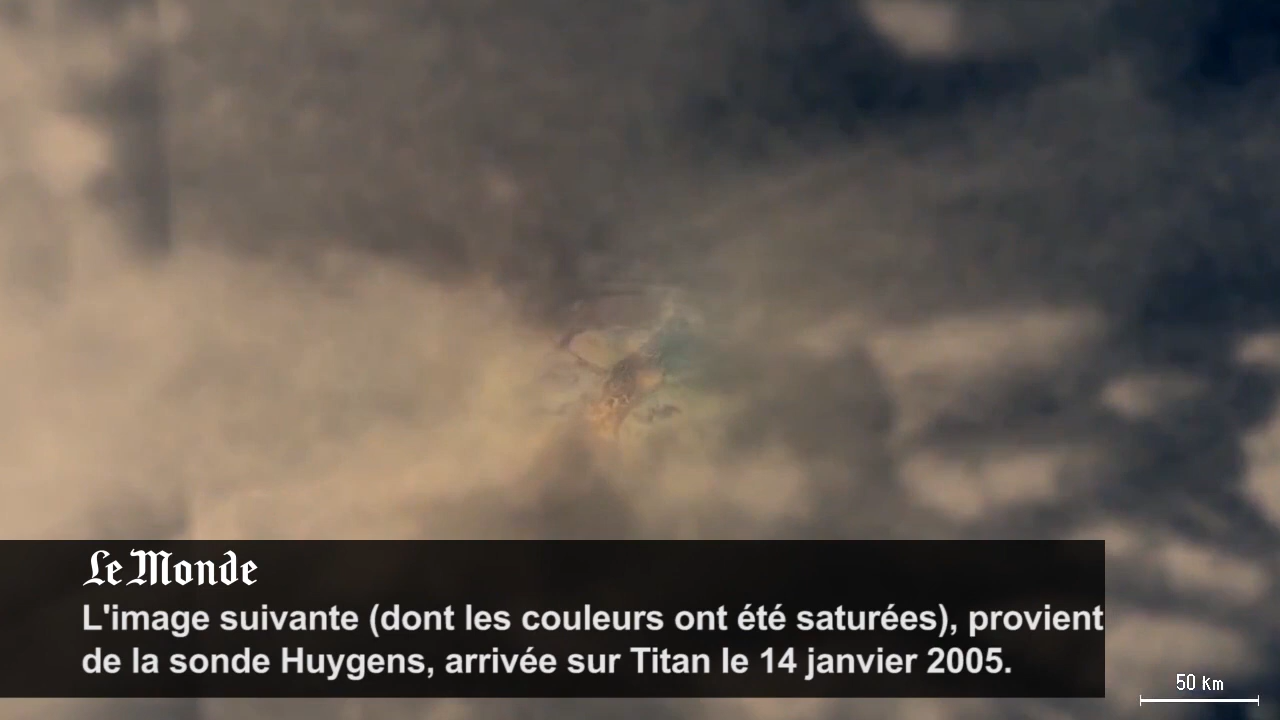 Le Monde
L'image suivante (dont les couleurs ont été saturées), provient
de la sonde Huygens, arrivée sur Titan le 14 janvier 2005.
50 Km